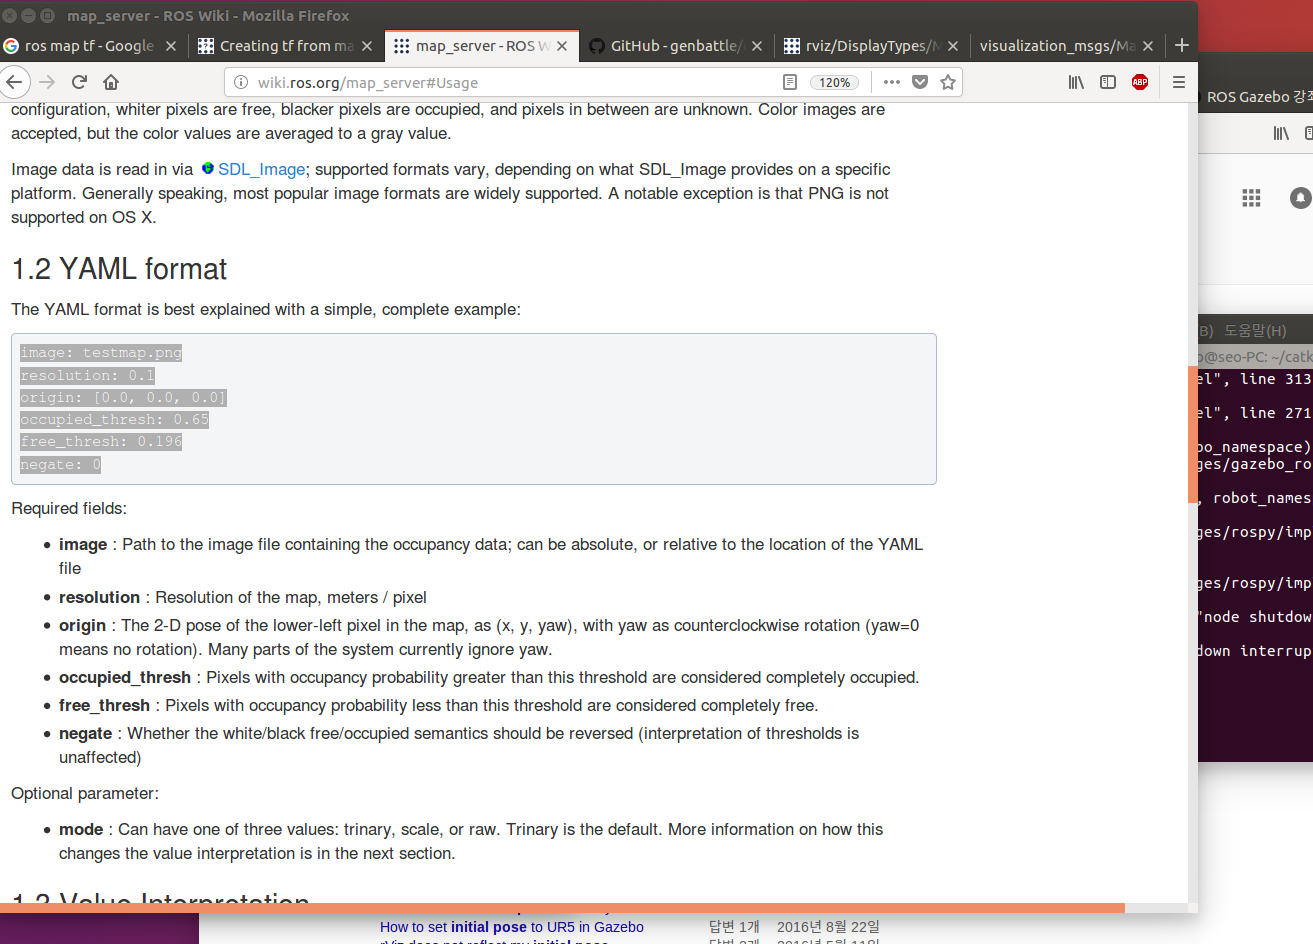 map_server - ROS Wiki - Mozilla Firefox
ros map tf - Google
Creating tf from ma
map_server - ROS W
GitHub - genbattle/
rviz/DisplayTypes/M
visualization_msgs/Ma
wiki.ros.org/map_server#Usage
120%
ABP
configuration, whiter pixels are free, blacker pixels are occupied, and pixels in between are unknown. Color images are
accepted, but the color values are averaged to a gray value.
Image data is read in via SDL_Image; supported formats vary, depending on what SDL_Image provides on a specific
platform. Generally speaking, most popular image formats are widely supported. A notable exception is that PNG is not
supported on OS X.
1.2 YAML format
The YAML format is best explained with a simple, complete example:
image: testmap.png
resolution: 0.1
origin: [0.0, 0.0, 0.0]
occupied_thresh: 0.65
free_thresh: 0.196
negate: 0
Required fields:
image : Path to the image file containing the occupancy data; can be absolute, or relative to the location of the YAML
file
resolution : Resolution of the map, meters / pixel
origin : The 2-D pose of the lower-left pixel in the map, as (x, y, yaw), with yaw as counterclockwise rotation (yaw=0
means no rotation). Many parts of the system currently ignore yaw.
occupied_thresh : Pixels with occupancy probability greater than this threshold are considered completely occupied.
free_thresh : Pixels with occupancy probability less than this threshold are considered completely free.
negate : Whether the white/black free/occupied semantics should be reversed (interpretation of thresholds is
unaffected)
Optional parameter:
mode : Can have one of three values: trinary, scale, or raw. Trinary is the default. More information on how this
changes the value interpretation is in the next section.
1.3 Value Interpretation
How to set initial pose to UR5 in Gazebo 답변 1개 2016년 8월 22일
ROS Gazebo 강좌
B) 도움말(H)
o@seo-PC: ~/catk
el", line 313
el", line 271
bo_namespace)
ges/gazebo_ro
, robot_names
ges/rospy/imp
ges/rospy/imp
"node shutdow
down interrup